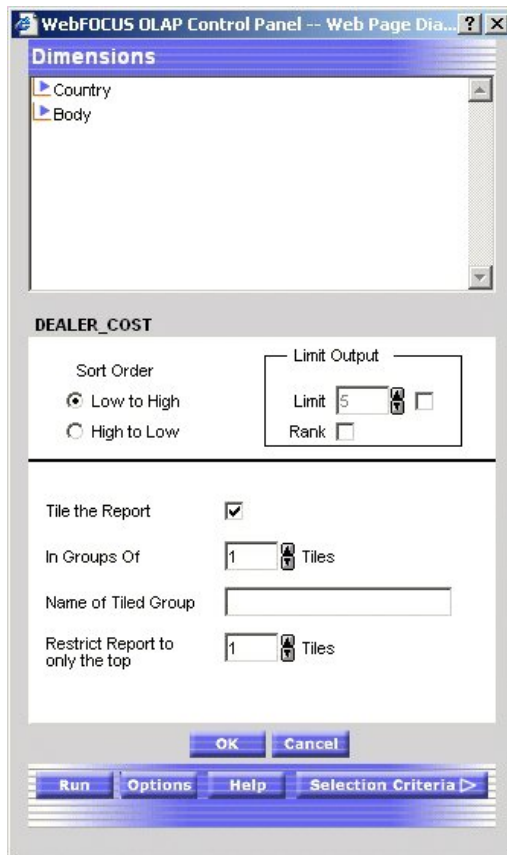 WebFOCUS OLAP Control Panel -- Web Page Dia... ? X
Dimensions
Country
Body
DEALER_COST
Sort Order
Low to High
High to Low
Limit Output
Limit 5
Rank
Tile the Report
In Groups Of 1 Tiles
Name of Tiled Group
Restrict Report to
only the top 1 Tiles
OK Cancel
Run Options Help Selection Criteria